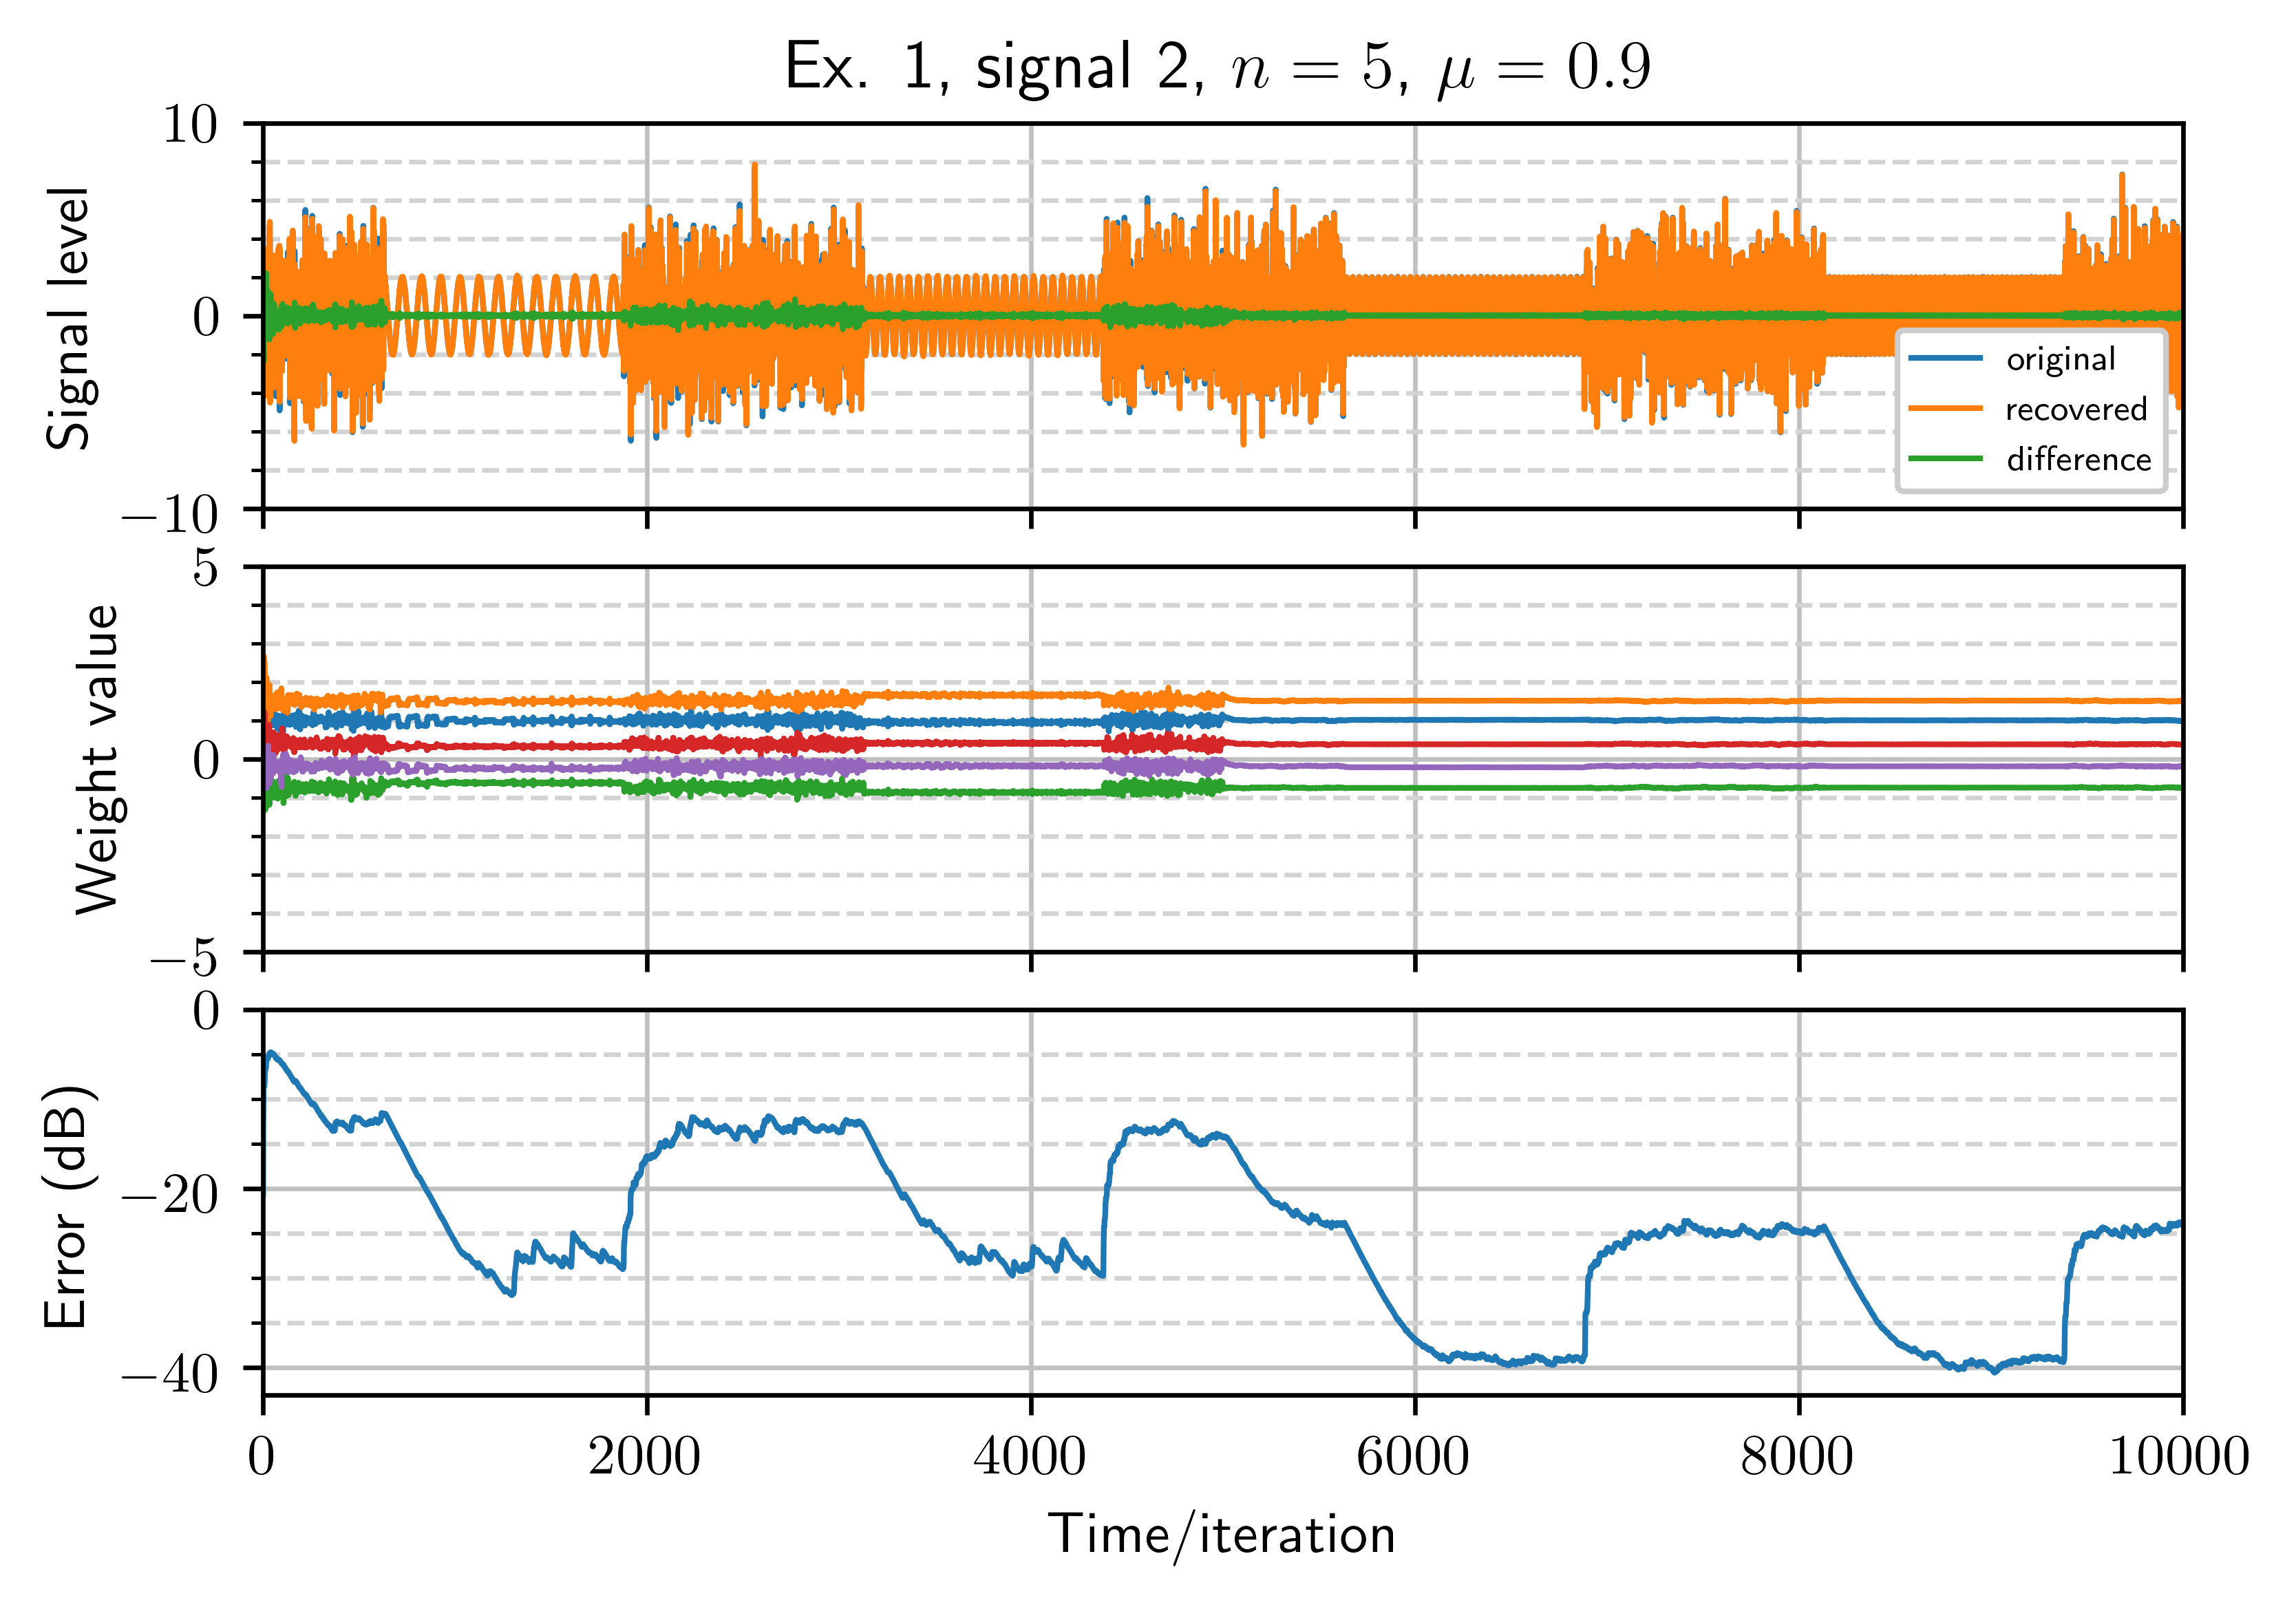 Ex. 1, signal 2, n = 5, μ = 0.9
Signal level
10
0
−10
original
recovered
difference
Weight value
5
0
−5
Error (dB)
0
−20
−40
0 2000 4000 6000 8000 10000
Time/iteration